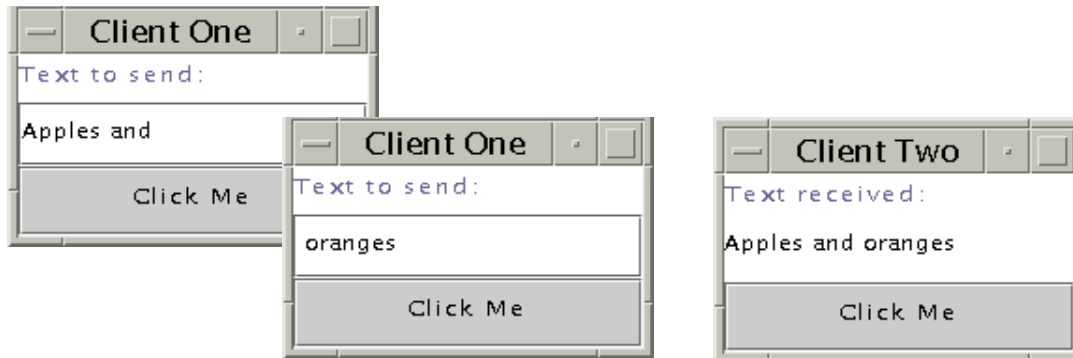 Client One
Text to send:
Apples and
Click Me
Client One
Text to send:
oranges
Click Me
Client Two
Text received:
Apples and oranges
Click Me